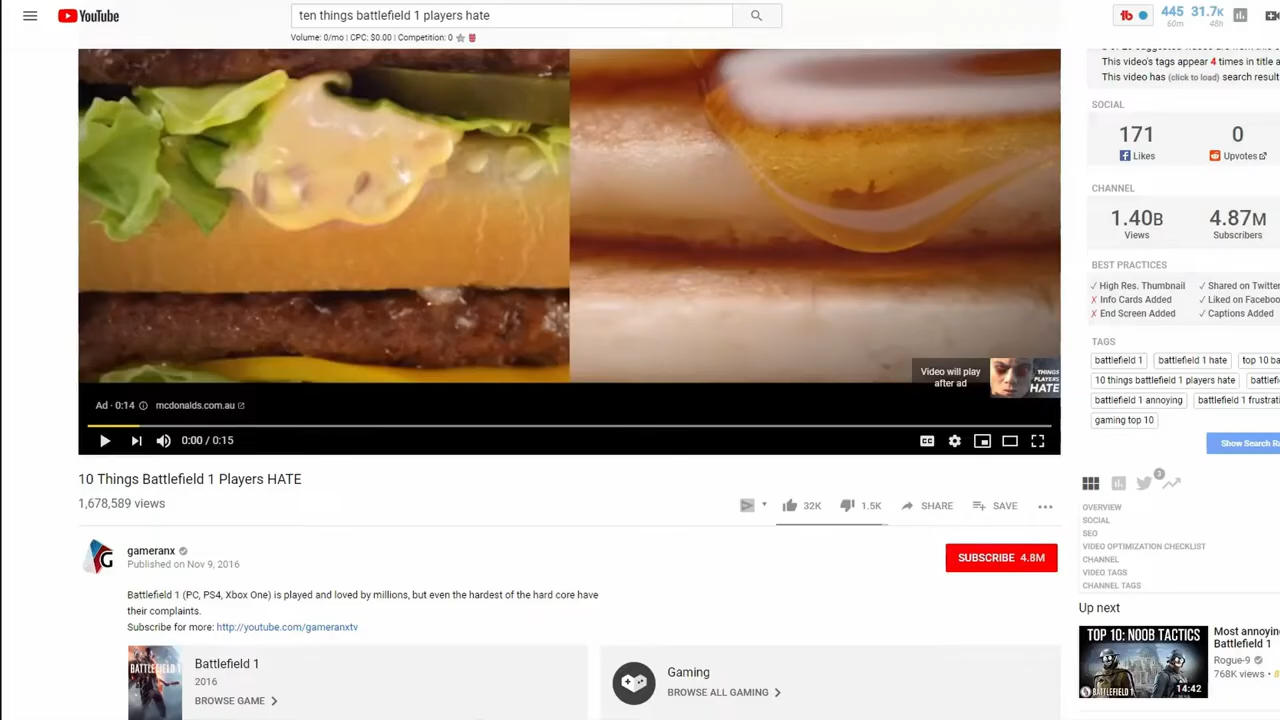 YouTube
ten things battlefield 1 players hate
445 31.7K
60m 48h
Volume: 0/mo | CPC: $0.00 | Competition: 0
This video's tags appear 4 times in title a
This video has (click to load) search result
SOCIAL
171 0
Likes Upvotes
CHANNEL
1.40B 4.87M
Views Subscribers
BEST PRACTICES
✓ High Res. Thumbnail ✓ Shared on Twitter
✗ Info Cards Added ✓ Liked on Faceboo
✗ End Screen Added ✓ Captions Added
TAGS
battlefield 1 battlefield 1 hate top 10 ba
10 things battlefield 1 players hate battlefi
battlefield 1 annoying battlefield 1 frustrati
gaming top 10
Show Search Ra
Video will play
after ad
THINGS
PLAYERS
HATE
Ad · 0:14 mcdonalds.com.au
0:00 / 0:15
CC
10 Things Battlefield 1 Players HATE
1,678,589 views
32K 1.5K SHARE SAVE
gameranx
Published on Nov 9, 2016
SUBSCRIBE 4.8M
Battlefield 1 (PC, PS4, Xbox One) is played and loved by millions, but even the hardest of the hard core have
their complaints.
Subscribe for more: http://youtube.com/gameranxtv
Battlefield 1
2016
BROWSE GAME
Gaming
BROWSE ALL GAMING
3
OVERVIEW
SOCIAL
SEO
VIDEO OPTIMIZATION CHECKLIST
CHANNEL
VIDEO TAGS
CHANNEL TAGS
Up next
TOP 10: NOOB TACTICS
BATTLEFIELD 1
14:42
Most annoying
Battlefield 1
Rogue-9
768K views